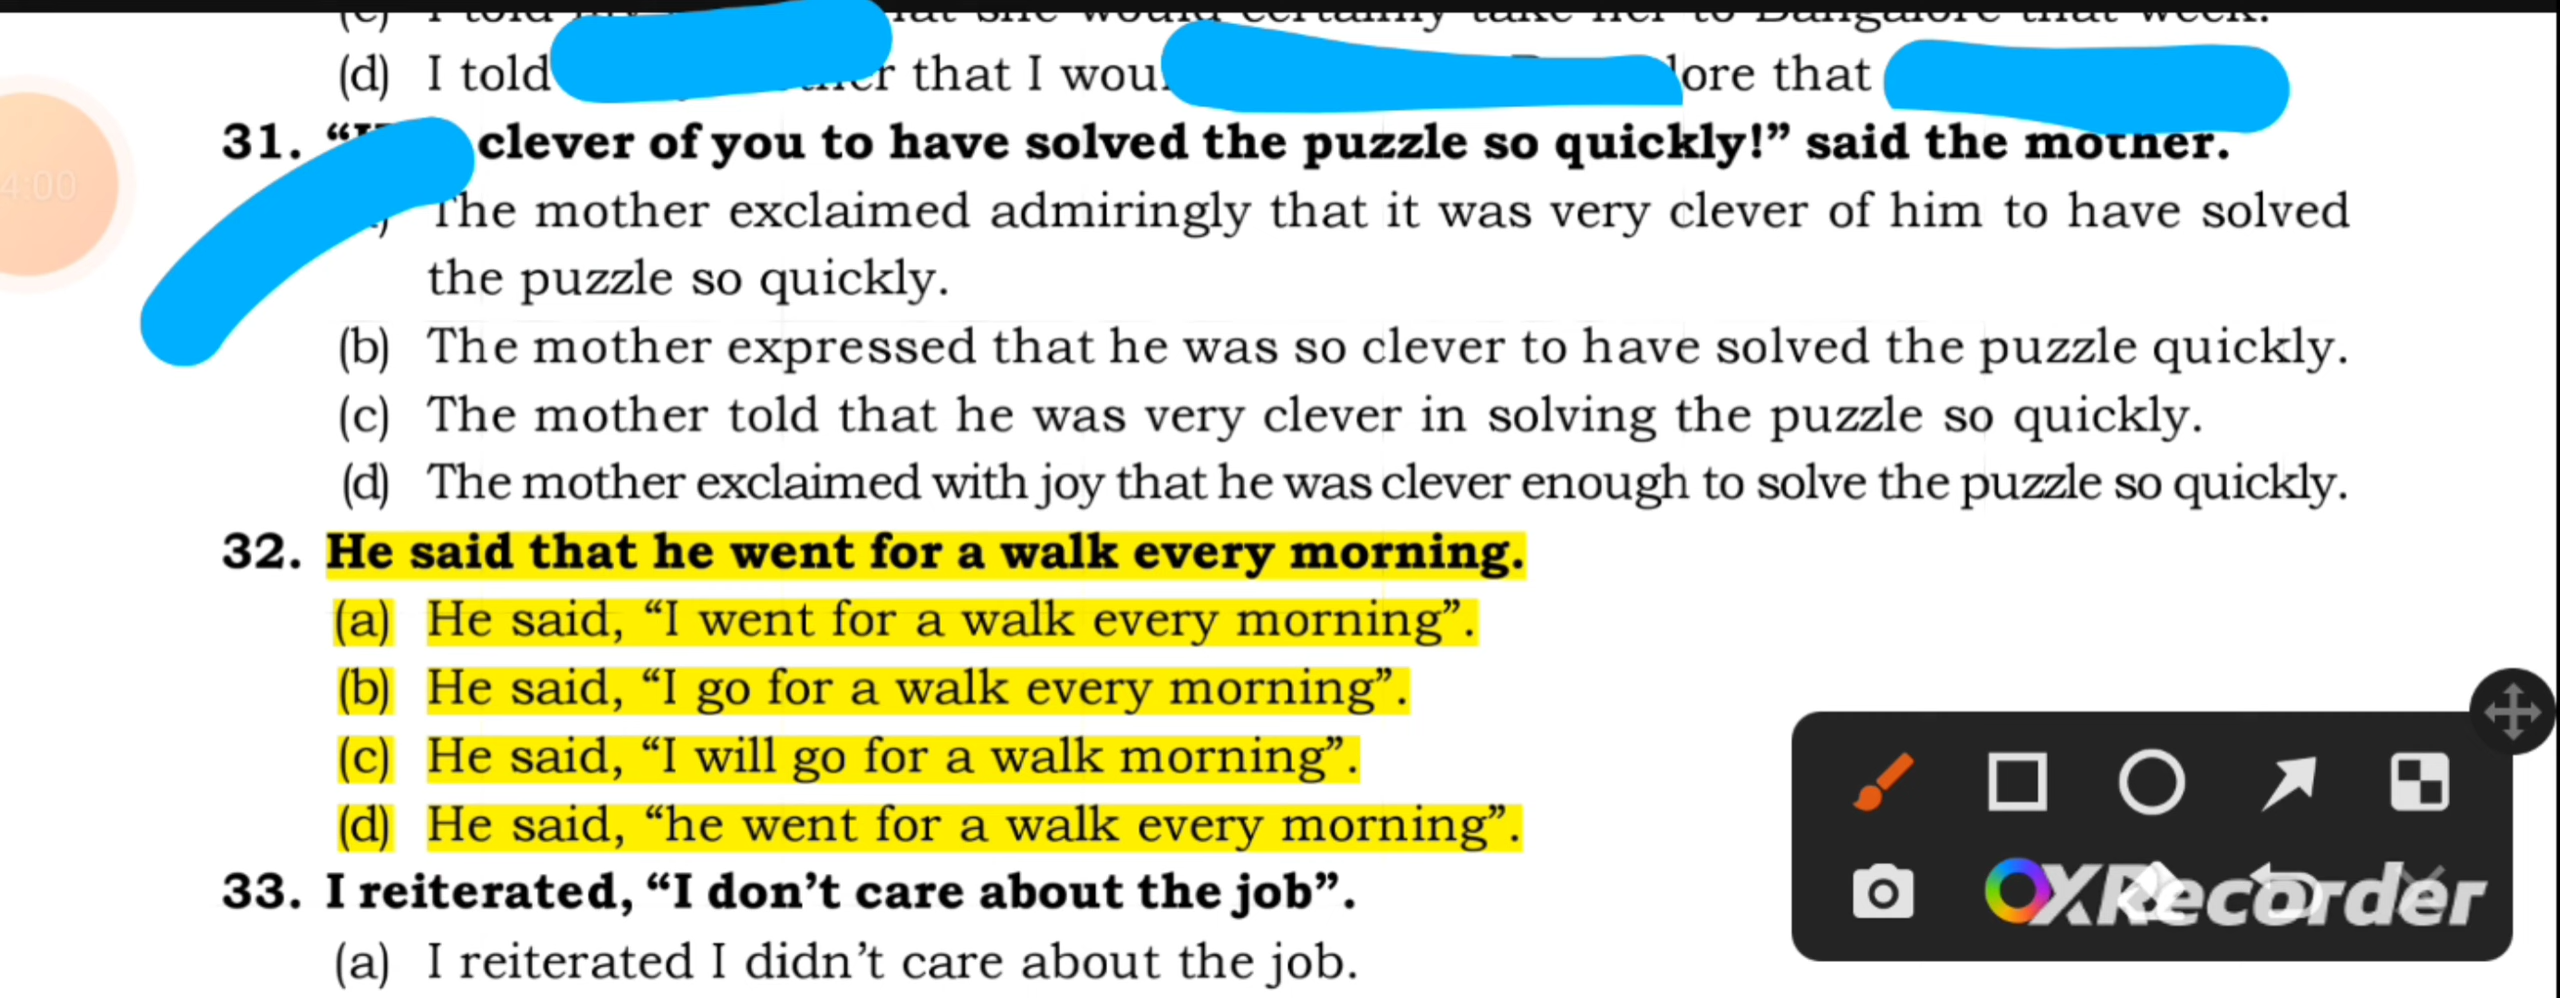 (d) I told that I lore that
31. clever of you to have solved the puzzle so quickly!” said the mother.
The mother exclaimed admiringly that it was very clever of him to have solved
the puzzle so quickly.
(b) The mother expressed that he was so clever to have solved the puzzle quickly.
(c) The mother told that he was very clever in solving the puzzle so quickly.
(d) The mother exclaimed with joy that he was clever enough to solve the puzzle so quickly.
32. He said that he went for a walk every morning.
(a) He said, “I went for a walk every morning”.
(b) He said, “I go for a walk every morning”.
(c) He said, “I will go for a walk morning”.
(d) He said, “he went for a walk every morning”.
33. I reiterated, “I don’t care about the job”.
(a) I reiterated I didn’t care about the job.
4:00
XRecorder